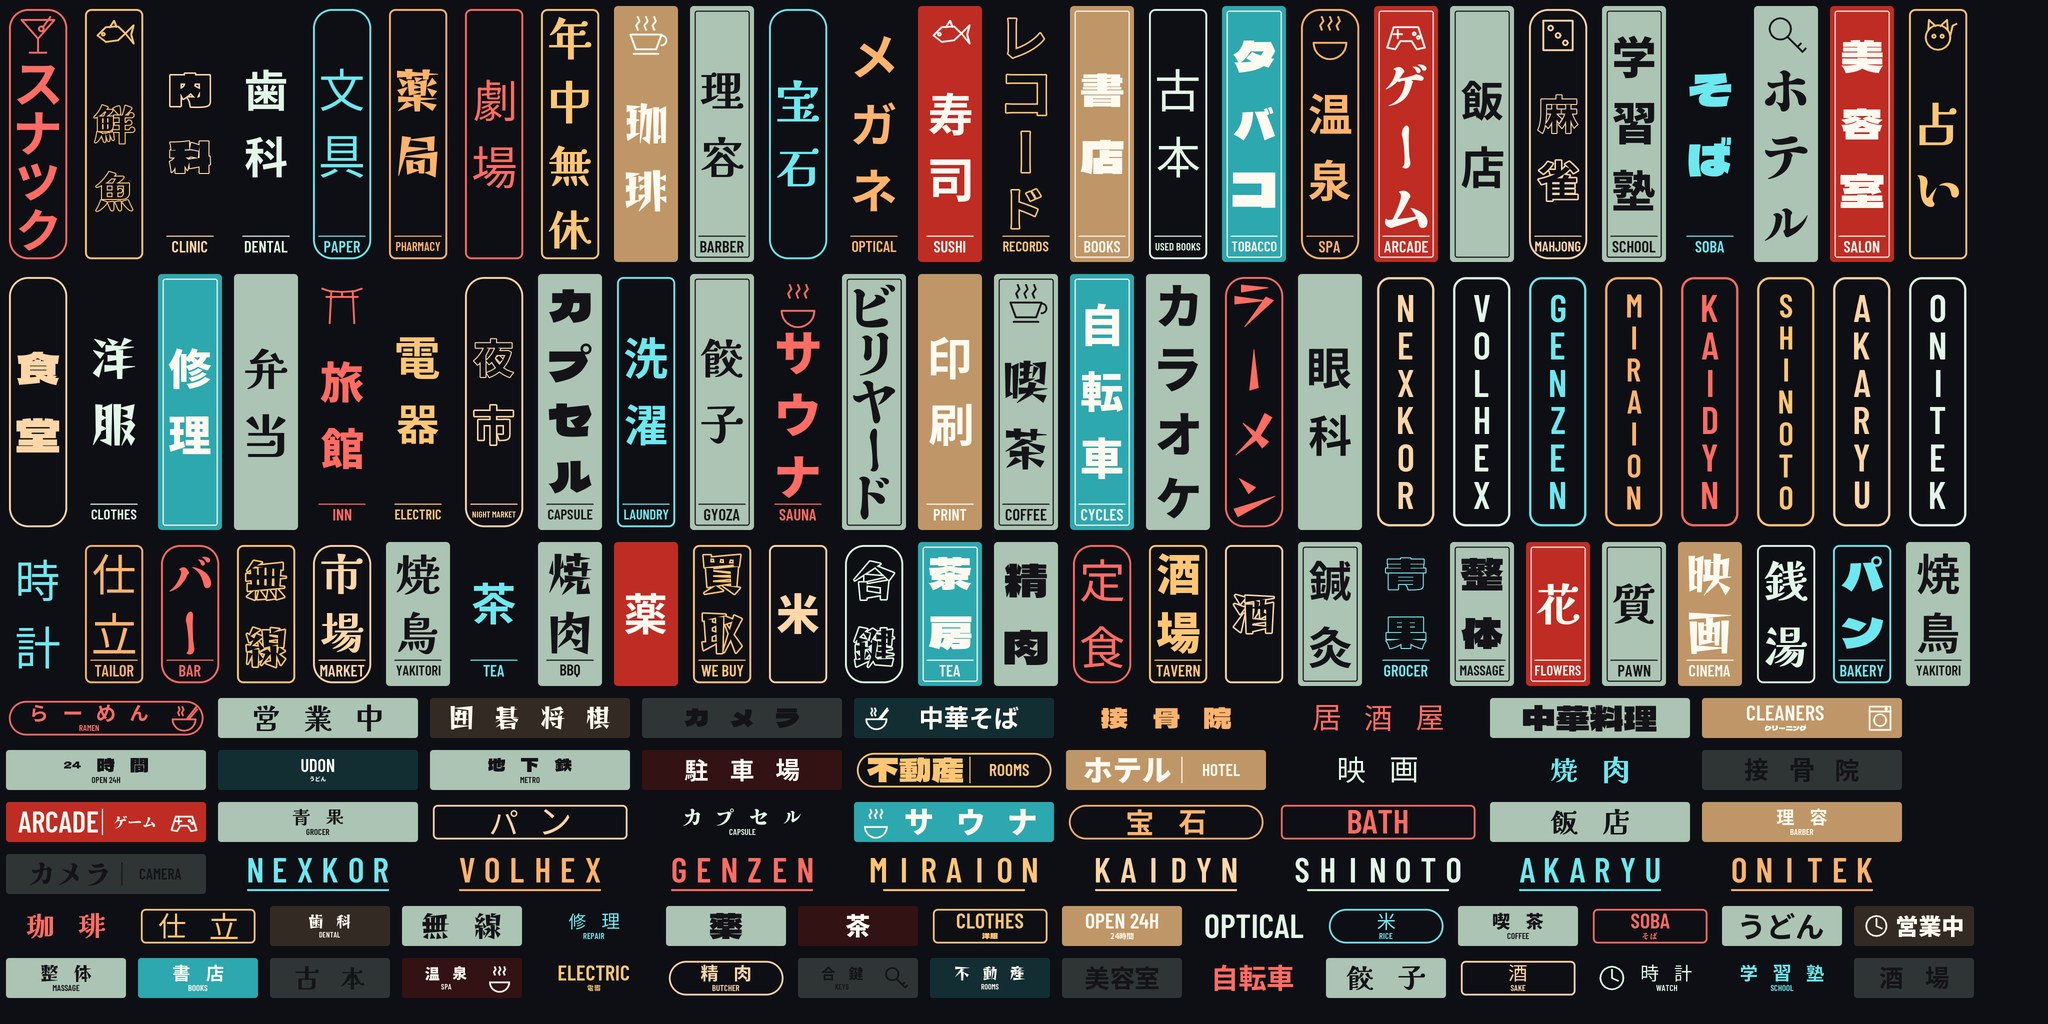 スナック
鮮魚
内科
CLINIC
歯科
DENTAL
文具
PAPER
薬局
PHARMACY
劇場
年中無休
珈琲
理容
BARBER
宝石
メガネ
OPTICAL
寿司
SUSHI
レコード
RECORDS
書店
BOOKS
古本
USED BOOKS
タバコ
TOBACCO
温泉
SPA
ゲーム
ARCADE
飯店
麻雀
MAHJONG
学習塾
SCHOOL
そば
SOBA
ホテル
美容室
SALON
占い
食堂
洋服
CLOTHES
修理
弁当
旅館
INN
電器
ELECTRIC
夜市
NIGHT MARKET
カプセル
CAPSULE
洗濯
LAUNDRY
餃子
GYOZA
サウナ
SAUNA
ビリヤード
印刷
PRINT
喫茶
COFFEE
自転車
CYCLES
カラオケ
ラーメン
眼科
NEXKOR
VOLHEX
GENZEN
MIRAION
KAIDYN
SHINOTO
AKARYU
ONITEK
時計
仕立
TAILOR
バー
BAR
無線
市場
MARKET
焼鳥
YAKITORI
茶
TEA
焼肉
BBQ
薬
買取
WE BUY
米
合鍵
茶房
TEA
精肉
定食
酒場
TAVERN
酒
鍼灸
青果
GROCER
整体
MASSAGE
花
FLOWERS
質
PAWN
映画
CINEMA
銭湯
パン
BAKERY
焼鳥
YAKITORI
らーめん
RAMEN
営業中
囲碁将棋
カメラ
中華そば
接骨院
居酒屋
中華料理
CLEANERS
クリーニング
24時間
OPEN 24H
UDON
うどん
地下鉄
METRO
駐車場
不動産 ROOMS
ホテル HOTEL
映画
焼肉
接骨院
ARCADE ゲーム
青果
GROCER
パン
カプセル
CAPSULE
サウナ
宝石
BATH
飯店
理容
BARBER
カメラ CAMERA
NEXKOR
VOLHEX
GENZEN
MIRAION
KAIDYN
SHINOTO
AKARYU
ONITEK
珈琲
仕立
歯科
DENTAL
無線
修理
REPAIR
薬
茶
CLOTHES
洋服
OPEN 24H
24時間
OPTICAL
米
RICE
喫茶
COFFEE
SOBA
そば
うどん
営業中
整体
MASSAGE
書店
BOOKS
古本
温泉
SPA
ELECTRIC
電器
精肉
BUTCHER
合鍵
KEYS
不動産
ROOMS
美容室
自転車
餃子
酒
SAKE
時計
WATCH
学習塾
SCHOOL
酒場